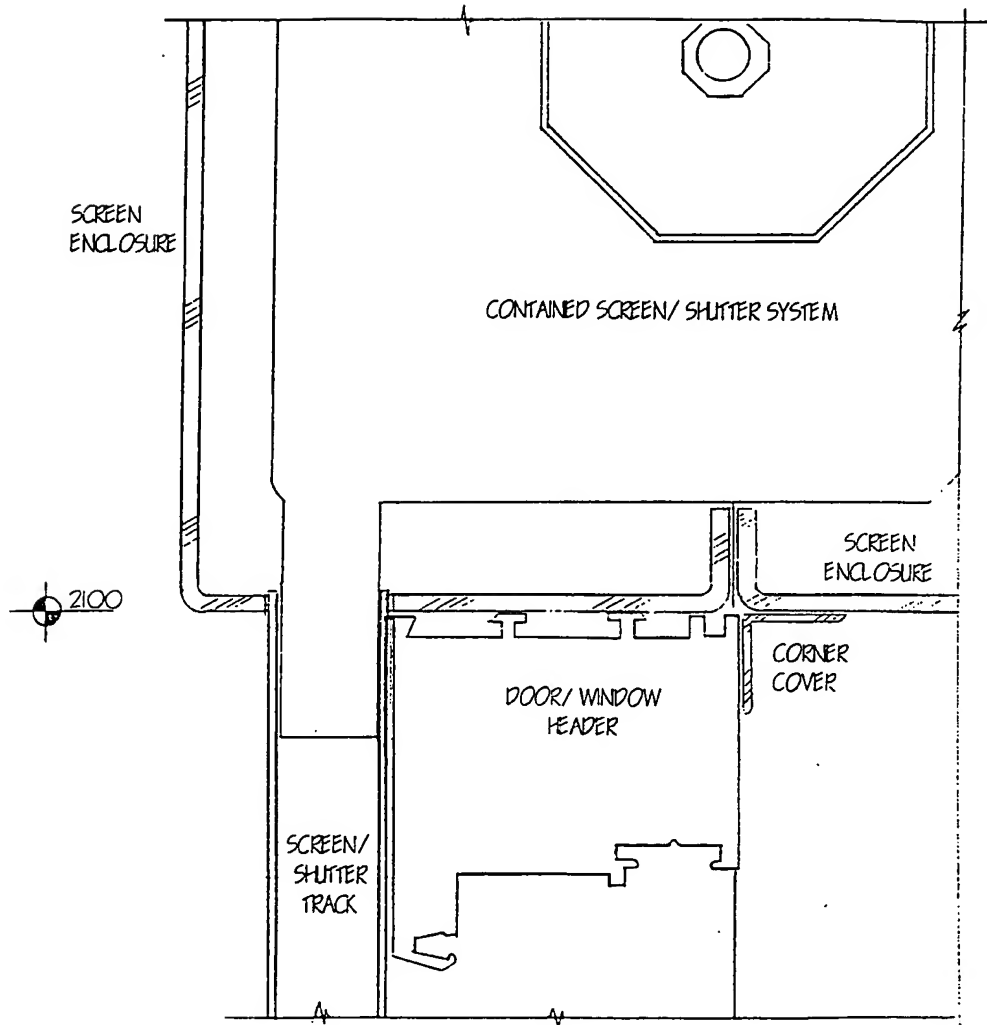 SCREEN
ENCLOSURE
CONTAINED SCREEN/ SHUTTER SYSTEM
SCREEN
ENCLOSURE
2100
CORNER
COVER
DOOR/ WINDOW
HEADER
SCREEN/
SHUTTER
TRACK